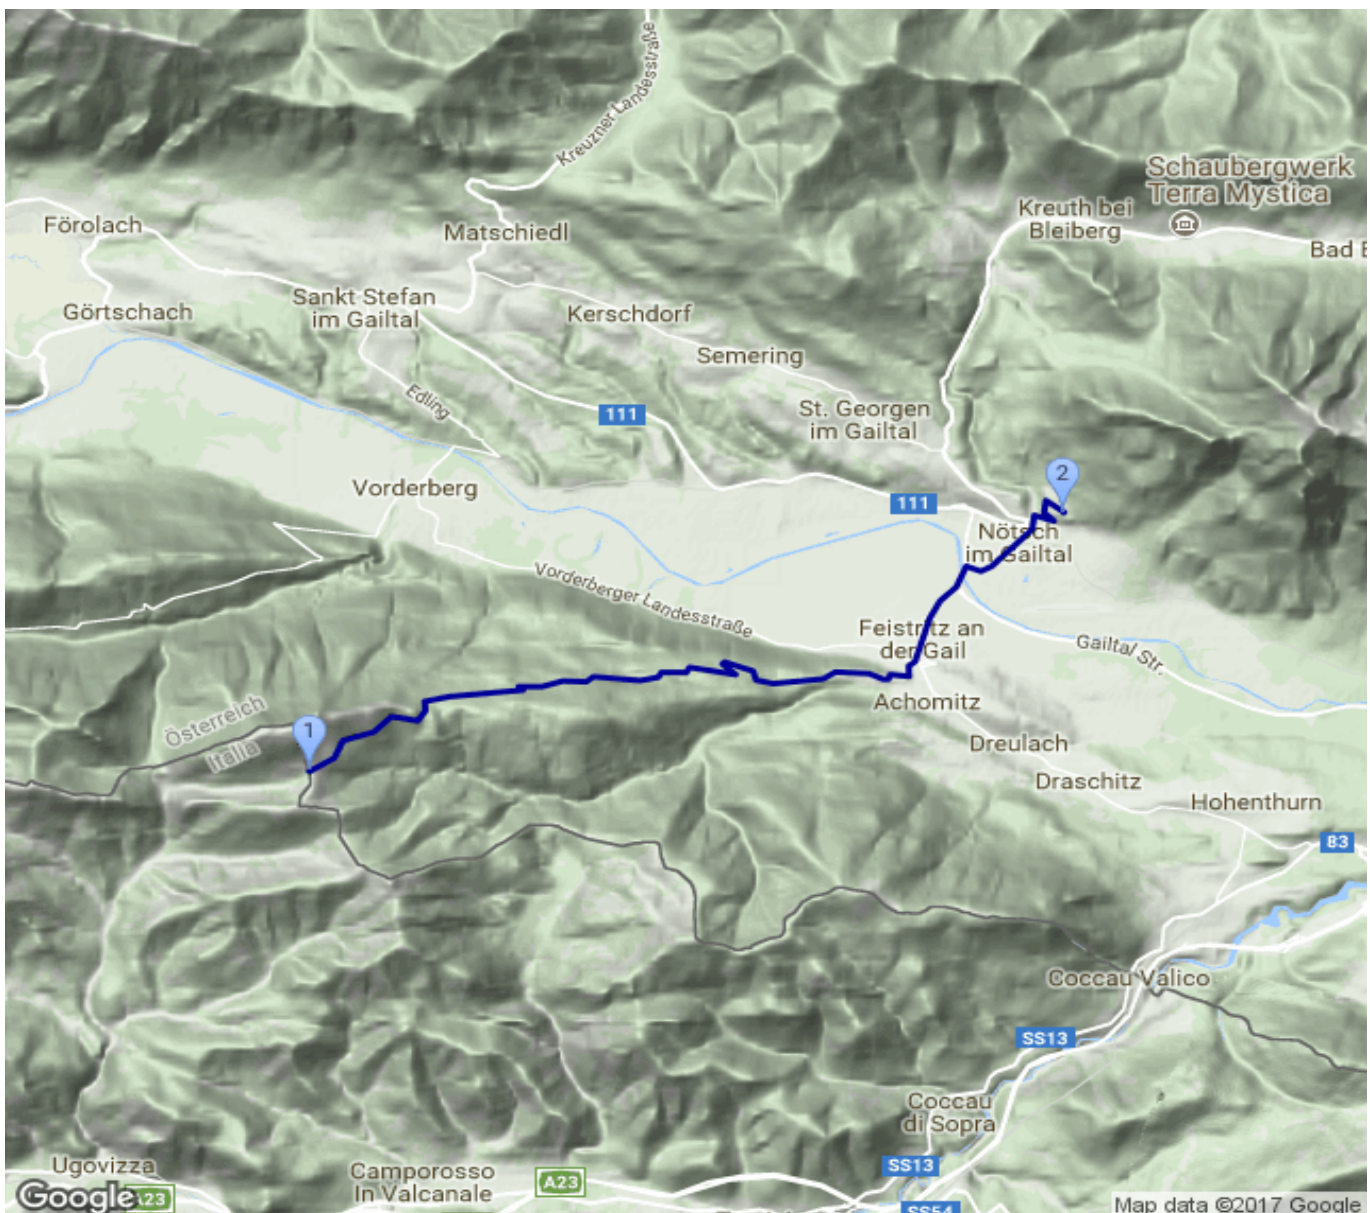 Kreuzner Landesstraße
Schaubergwerk
Terra Mystica
Kreuth bei
Bleiberg
Bad B
Förolach
Matschiedl
Sankt Stefan
im Gailtal
Görtschach
Kerschdorf
Semering
Edling
111
St. Georgen
im Gailtal
2
Vorderberg
111
Nötsch
im Gailtal
Vorderberger Landesstraße
Feistritz an
der Gail
Gailtal Str.
Achomitz
Österreich
Italia
1
Dreulach
Draschitz
Hohenthurn
83
Coccau Valico
SS13
Coccau
di Sopra
Ugovizza
Camporosso
In Valcanale
SS13
A23
Google
A23
SS54
Map data ©2017 Google